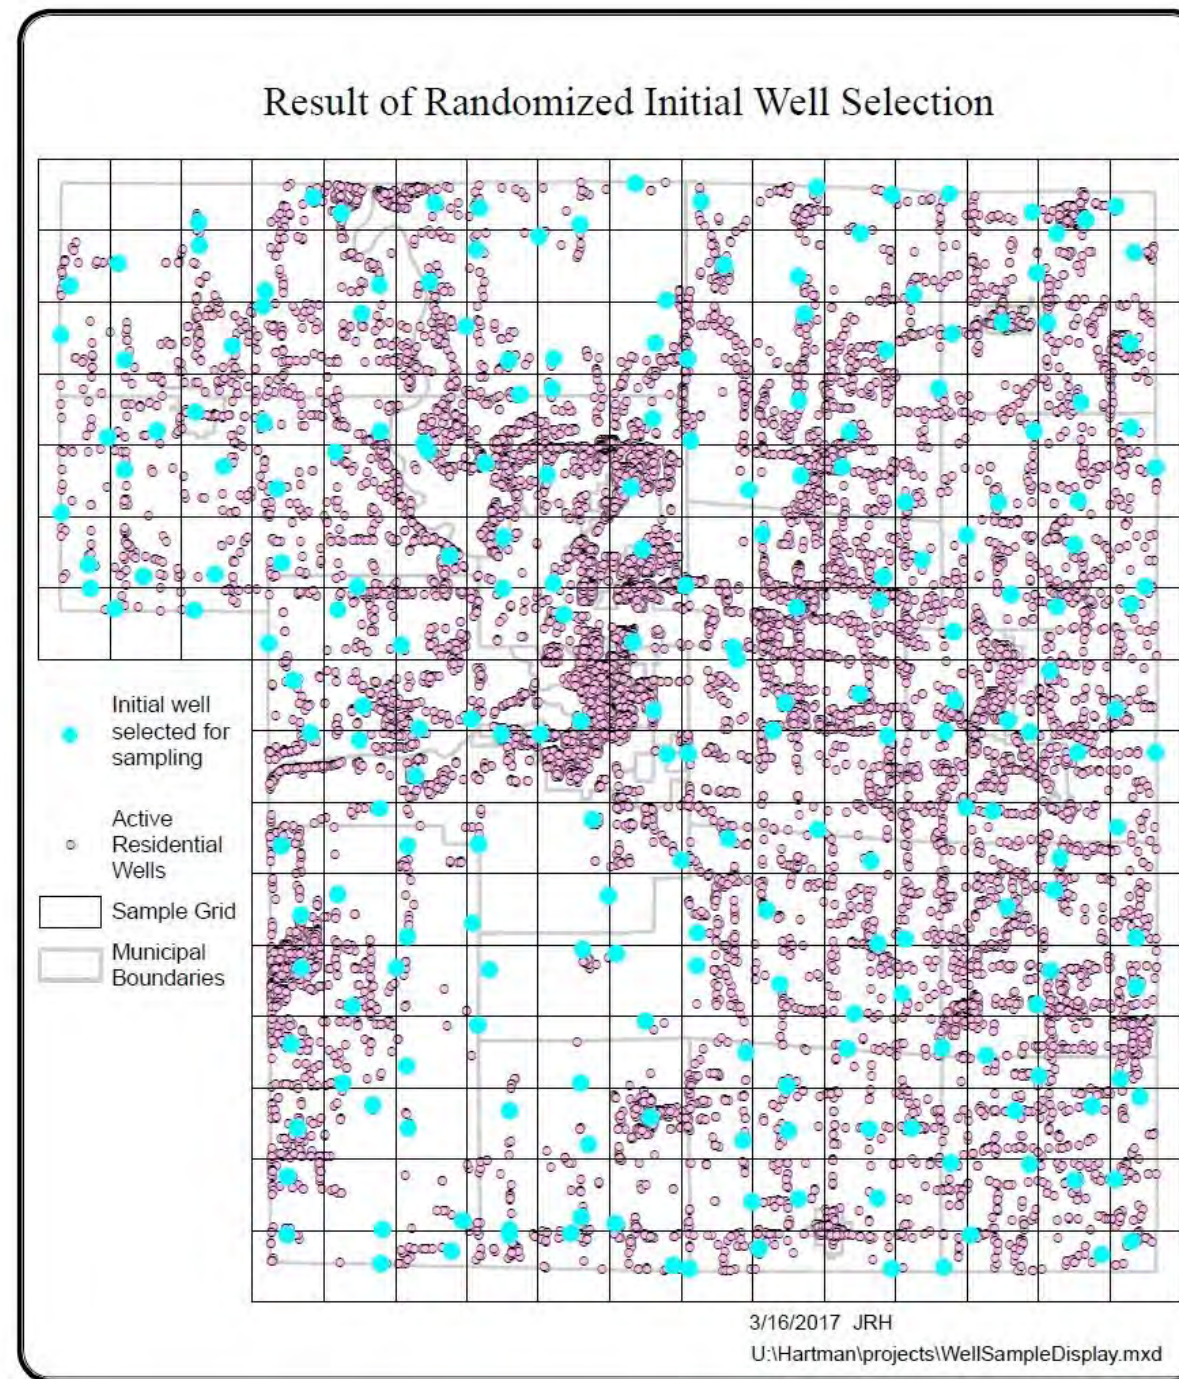 Result of Randomized Initial Well Selection
Initial well
selected for
sampling
Active
Residential
Wells
Sample Grid
Municipal
Boundaries
3/16/2017 JRH
U:\Hartman\projects\WellSampleDisplay.mxd